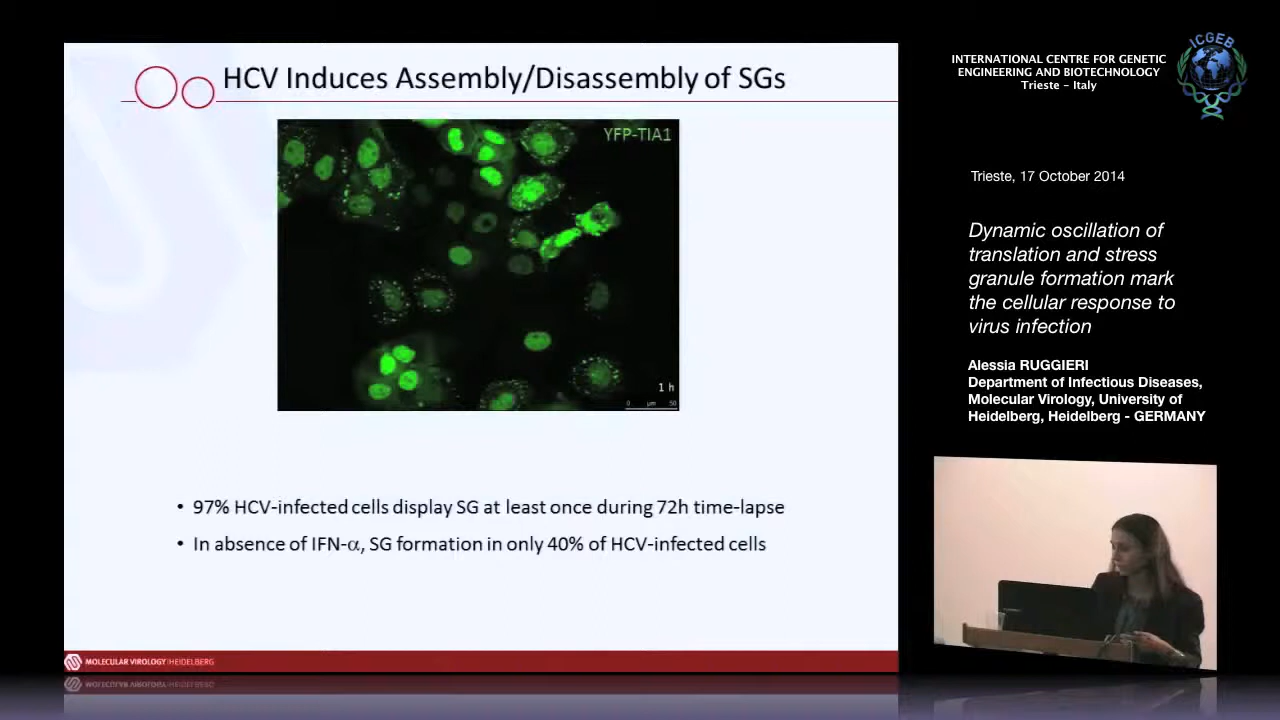 HCV Induces Assembly/Disassembly of SGs
YFP-TIA1
1 h
0 µm 50
• 97% HCV-infected cells display SG at least once during 72h time-lapse
• In absence of IFN-α, SG formation in only 40% of HCV-infected cells
MOLECULAR VIROLOGY HEIDELBERG
INTERNATIONAL CENTRE FOR GENETIC
ENGINEERING AND BIOTECHNOLOGY
Trieste – Italy
ICGEB
Trieste, 17 October 2014
Dynamic oscillation of
translation and stress
granule formation mark
the cellular response to
virus infection
Alessia RUGGIERI
Department of Infectious Diseases,
Molecular Virology, University of
Heidelberg, Heidelberg - GERMANY